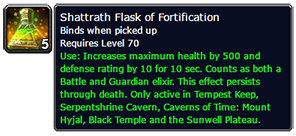 Shattrath Flask of Fortification
Binds when picked up
Requires Level 70
Use: Increases maximum health by 500 and
defense rating by 10 for 10 sec. Counts as both a
Battle and Guardian elixir. This effect persists
through death. Only active in Tempest Keep,
Serpentshrine Cavern, Caverns of Time: Mount
Hyjal, Black Temple and the Sunwell Plateau.
5